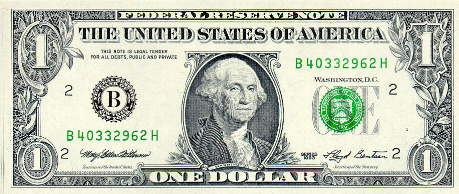 FEDERAL RESERVE NOTE
THE UNITED STATES OF AMERICA
1
1
THIS NOTE IS LEGAL TENDER
FOR ALL DEBTS, PUBLIC AND PRIVATE
B 40332962 H
WASHINGTON, D.C.
2
2
B
ONE
B 40332962 H
2
2
SERIES
Lloyd Bentsen
1
1
ONE DOLLAR